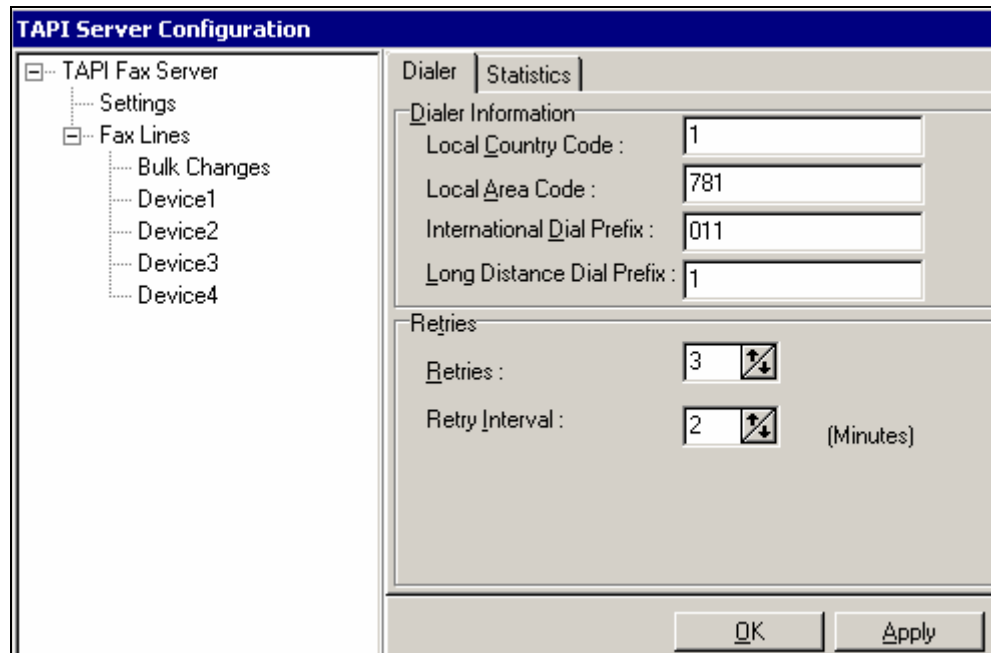 TAPI Server Configuration
TAPI Fax Server
Settings
Fax Lines
Bulk Changes
Device1
Device2
Device3
Device4
Dialer
Statistics
Dialer Information
Local Country Code : 1
Local Area Code : 781
International Dial Prefix : 011
Long Distance Dial Prefix : 1
Retries
Retries : 3
Retry Interval : 2 (Minutes)
OK
Apply